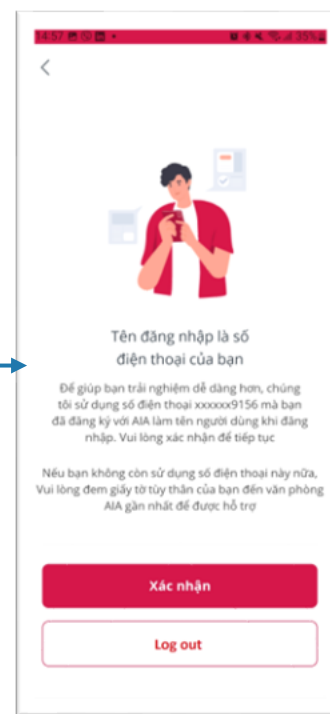 14:57
35%
Tên đăng nhập là số
điện thoại của bạn
Để giúp bạn trải nghiệm dễ dàng hơn, chúng
tôi sử dụng số điện thoại xxxxxx9156 mà bạn
đã đăng ký với AIA làm tên người dùng khi đăng
nhập. Vui lòng xác nhận để tiếp tục
Nếu bạn không còn sử dụng số điện thoại này nữa,
Vui lòng đem giấy tờ tùy thân của bạn đến văn phòng
AIA gần nhất để được hỗ trợ
Xác nhận
Log out